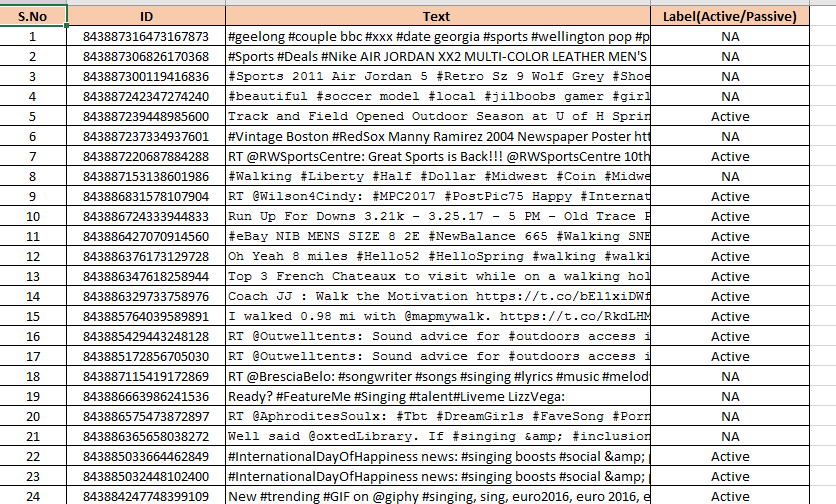 S.No ID Text Label(Active/Passive)
1 843887316473167873 #geelong #couple bbc #xxx #date georgia #sports #wellington pop #p NA
2 843887306826170368 #Sports #Deals #Nike AIR JORDAN XX2 MULTI-COLOR LEATHER MEN'S NA
3 843887300119416836 #Sports 2011 Air Jordan 5 #Retro Sz 9 Wolf Grey #Shoe NA
4 843887242347274240 #beautiful #soccer model #local #jilboobs gamer #girl NA
5 843887239448985600 Track and Field Opened Outdoor Season at U of H Sprin Active
6 843887237334937601 #Vintage Boston #RedSox Manny Ramirez 2004 Newspaper Poster htt NA
7 843887220687884288 RT @RWSportsCentre: Great Sports is Back!!! @RWSportsCentre 10th Active
8 843887153138601986 #Walking #Liberty #Half #Dollar #Midwest #Coin #Midwe NA
9 843886831578107904 RT @Wilson4Cindy: #MPC2017 #PostPic75 Happy #Internat Active
10 843886724333944833 Run Up For Downs 3.21k - 3.25.17 - 5 PM - Old Trace P Active
11 843886427070914560 #eBay NIB MENS SIZE 8 2E #NewBalance 665 #Walking SNE Active
12 843886376173129728 Oh Yeah 8 miles #Hello52 #HelloSpring #walking #walki Active
13 843886347618258944 Top 3 French Chateaux to visit while on a walking hol Active
14 843886329733758976 Coach JJ : Walk the Motivation https://t.co/bEl1xiDWf Active
15 843885764039589891 I walked 0.98 mi with @mapmywalk. https://t.co/RkdLHM Active
16 843885429443248128 RT @Outwelltents: Sound advice for #outdoors access i Active
17 843885172856705030 RT @Outwelltents: Sound advice for #outdoors access i Active
18 843887115419172869 RT @BresciaBelo: #songwriter #songs #singing #lyrics #music #melod NA
19 843886663986241536 Ready? #FeatureMe #Singing #talent#Liveme LizzVega: NA
20 843886575473872897 RT @AphroditesSoulx: #Tbt #DreamGirls #FaveSong #Porn NA
21 843886365658038272 Well said @oxtedLibrary. If #singing &amp; #inclusion NA
22 843885033664462849 #InternationalDayOfHappiness news: #singing boosts #social &amp; Active
23 843885032448102400 #InternationalDayOfHappiness news: #singing boosts #social &amp; Active
24 843884247748399109 New #trending #GIF on @giphy #singing, sing, euro2016, euro 2016, e Active